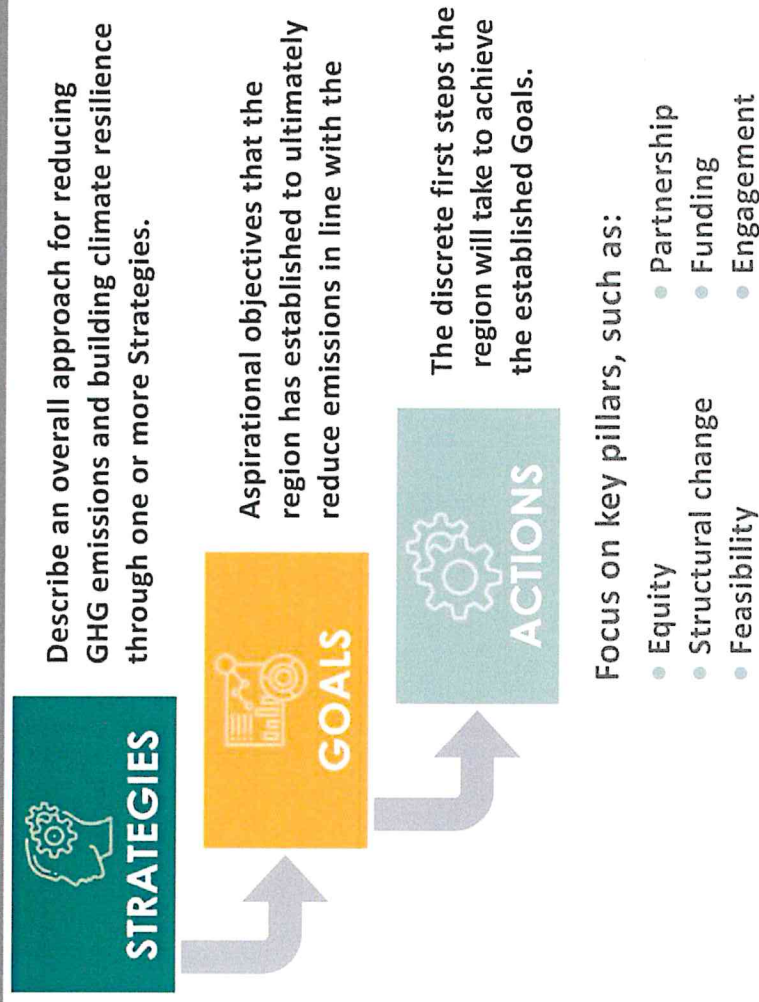 STRATEGIES
Describe an overall approach for reducing
GHG emissions and building climate resilience
through one or more Strategies.
GOALS
Aspirational objectives that the
region has established to ultimately
reduce emissions in line with the
ACTIONS
The discrete first steps the
region will take to achieve
the established Goals.
Focus on key pillars, such as:
• Equity
• Structural change
• Feasibility
• Partnership
• Funding
• Engagement